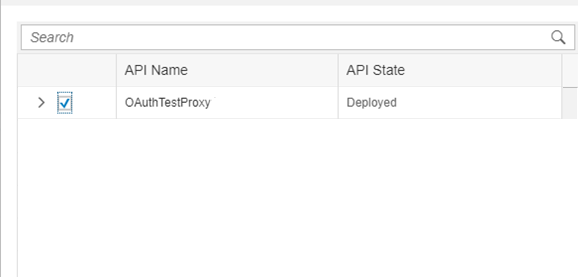 Search
API Name API State
OAuthTestProxy Deployed